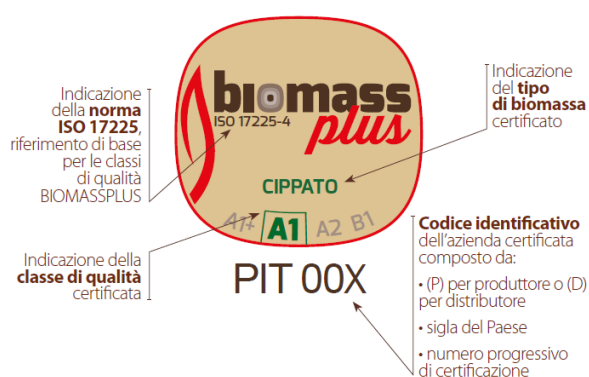 Indicazione
della norma
ISO 17225,
riferimento di base
per le classi
di qualità
BIOMASSPLUS
biomass
ISO 17225-4
plus
CIPPATO
A1+ A1 A2 B1
PIT 00X
Indicazione
del tipo
di biomassa
certificato
Indicazione della
classe di qualità
certificata
Codice identificativo
dell'azienda certificata
composto da:
• (P) per produttore o (D)
per distributore
• sigla del Paese
• numero progressivo
di certificazione